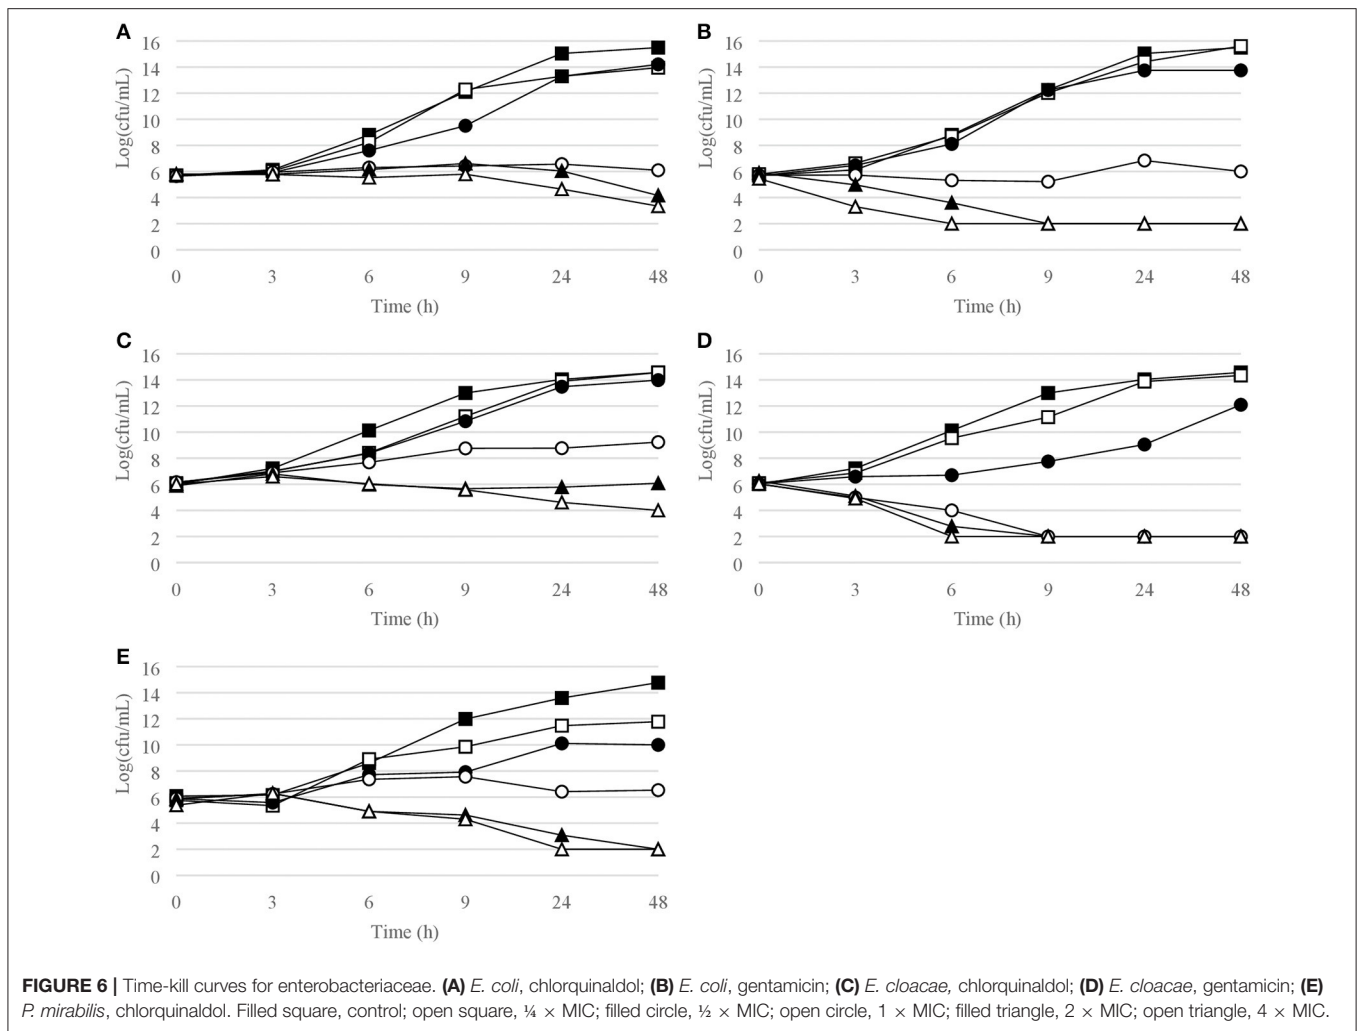 A
B
16
14
12
10
8
6
4
2
0
Log(cfu/mL)
0 3 6 9 24 48
Time (h)
16
14
12
10
8
6
4
2
0
Log(cfu/mL)
0 3 6 9 24 48
Time (h)
C
D
16
14
12
10
8
6
4
2
0
Log(cfu/mL)
0 3 6 9 24 48
Time (h)
16
14
12
10
8
6
4
2
0
Log(cfu/mL)
0 3 6 9 24 48
Time (h)
E
16
14
12
10
8
6
4
2
0
Log(cfu/mL)
0 3 6 9 24 48
Time (h)
FIGURE 6 | Time-kill curves for enterobacteriaceae. (A) E. coli, chlorquinaldol; (B) E. coli, gentamicin; (C) E. cloacae, chlorquinaldol; (D) E. cloacae, gentamicin; (E)
P. mirabilis, chlorquinaldol. Filled square, control; open square, ¼ × MIC; filled circle, ½ × MIC; open circle, 1 × MIC; filled triangle, 2 × MIC; open triangle, 4 × MIC.